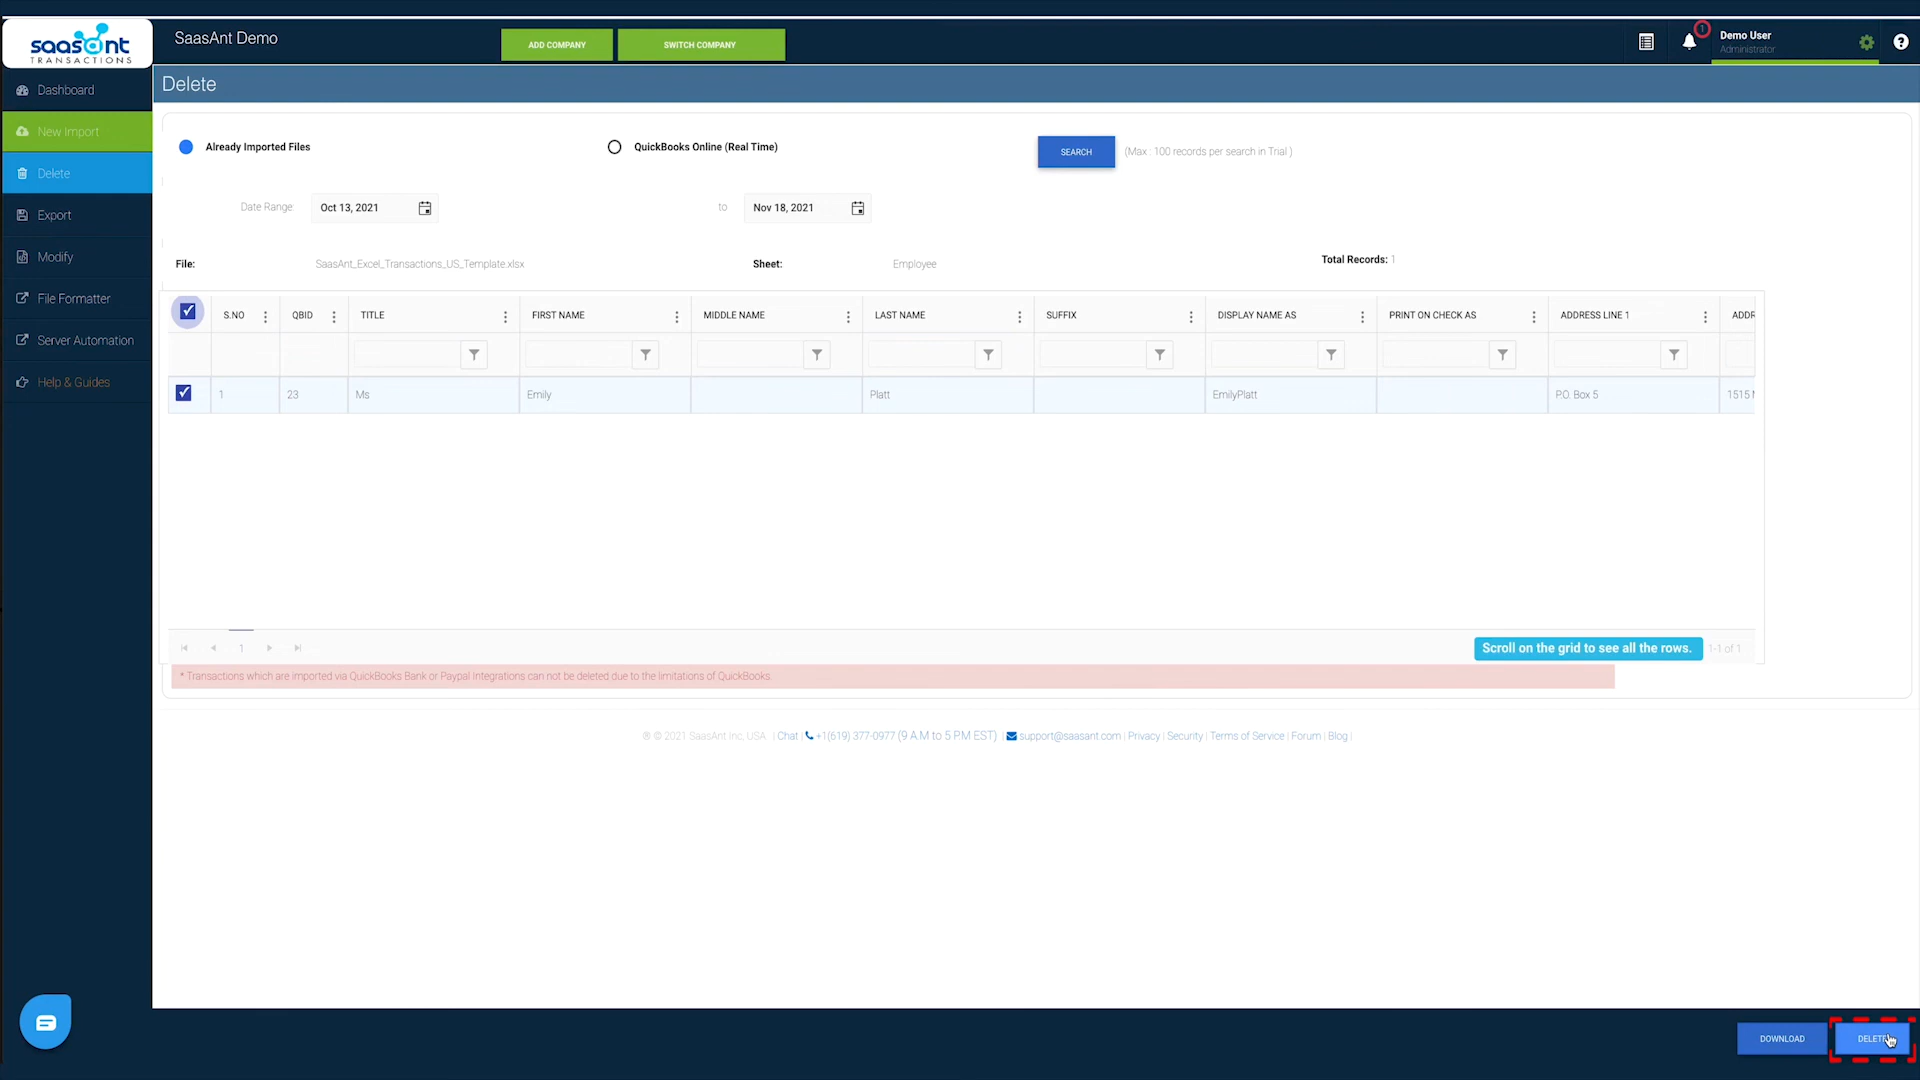 saasant
TRANSACTIONS
SaasAnt Demo
ADD COMPANY
SWITCH COMPANY
1
Demo User
Administrator
Dashboard
New Import
Delete
Export
Modify
File Formatter
Server Automation
Help & Guides
Delete
Already Imported Files
QuickBooks Online (Real Time)
SEARCH
(Max : 100 records per search in Trial )
Date Range:
Oct 13, 2021
to
Nov 18, 2021
File:
SaasAnt_Excel_Transactions_US_Template.xlsx
Sheet:
Employee
Total Records: 1
S.NO QBID TITLE FIRST NAME MIDDLE NAME LAST NAME SUFFIX DISPLAY NAME AS PRINT ON CHECK AS ADDRESS LINE 1 ADDR
1 23 Ms Emily Platt EmilyPlatt P.O. Box 5 1515
1
Scroll on the grid to see all the rows.
1-1 of 1
* Transactions which are imported via QuickBooks Bank or Paypal Integrations can not be deleted due to the limitations of QuickBooks.
® © 2021 SaasAnt Inc, USA. | Chat | +1(619) 377-0977 (9 A.M to 5 P.M EST) | support@saasant.com | Privacy | Security | Terms of Service | Forum | Blog |
DOWNLOAD
DELETE